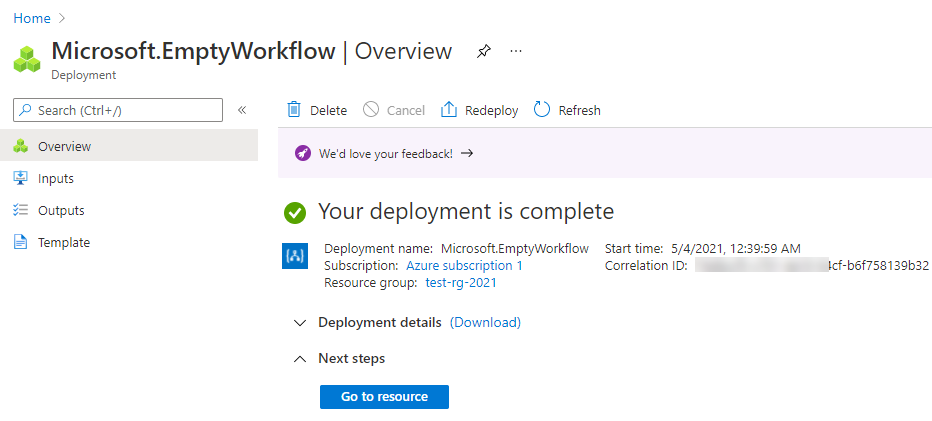 Home
Microsoft.EmptyWorkflow | Overview
Deployment
Search (Ctrl+/)
Overview
Inputs
Outputs
Template
Delete Cancel Redeploy Refresh
We'd love your feedback!
Your deployment is complete
Deployment name: Microsoft.EmptyWorkflow Start time: 5/4/2021, 12:39:59 AM
Subscription: Azure subscription 1 Correlation ID: 4cf-b6f758139b32
Resource group: test-rg-2021
Deployment details (Download)
Next steps
Go to resource